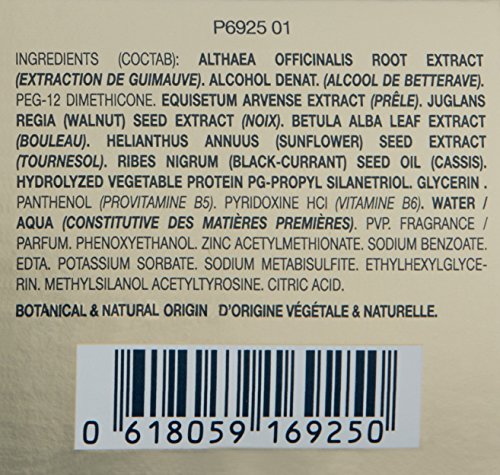 P6925 01
INGREDIENTS (COCTAB): ALTHAEA OFFICINALIS ROOT EXTRACT
(EXTRACTION DE GUIMAUVE). ALCOHOL DENAT. (ALCOOL DE BETTERAVE).
PEG-12 DIMETHICONE. EQUISETUM ARVENSE EXTRACT (PRÊLE). JUGLANS
REGIA (WALNUT) SEED EXTRACT (NOIX). BETULA ALBA LEAF EXTRACT
(BOULEAU). HELIANTHUS ANNUUS (SUNFLOWER) SEED EXTRACT
(TOURNESOL). RIBES NIGRUM (BLACK-CURRANT) SEED OIL (CASSIS).
HYDROLYZED VEGETABLE PROTEIN PG-PROPYL SILANETRIOL. GLYCERIN .
PANTHENOL (PROVITAMINE B5). PYRIDOXINE HCI (VITAMINE B6). WATER /
AQUA (CONSTITUTIVE DES MATIÈRES PREMIÈRES). PVP. FRAGRANCE /
PARFUM. PHENOXYETHANOL. ZINC ACETYLMETHIONATE. SODIUM BENZOATE.
EDTA. POTASSIUM SORBATE. SODIUM METABISULFITE. ETHYLHEXYLGLYCE-
RIN. METHYLSILANOL ACETYLTYROSINE. CITRIC ACID.
BOTANICAL & NATURAL ORIGIN D'ORIGINE VÉGÉTALE & NATURELLE.
0 618059 169250